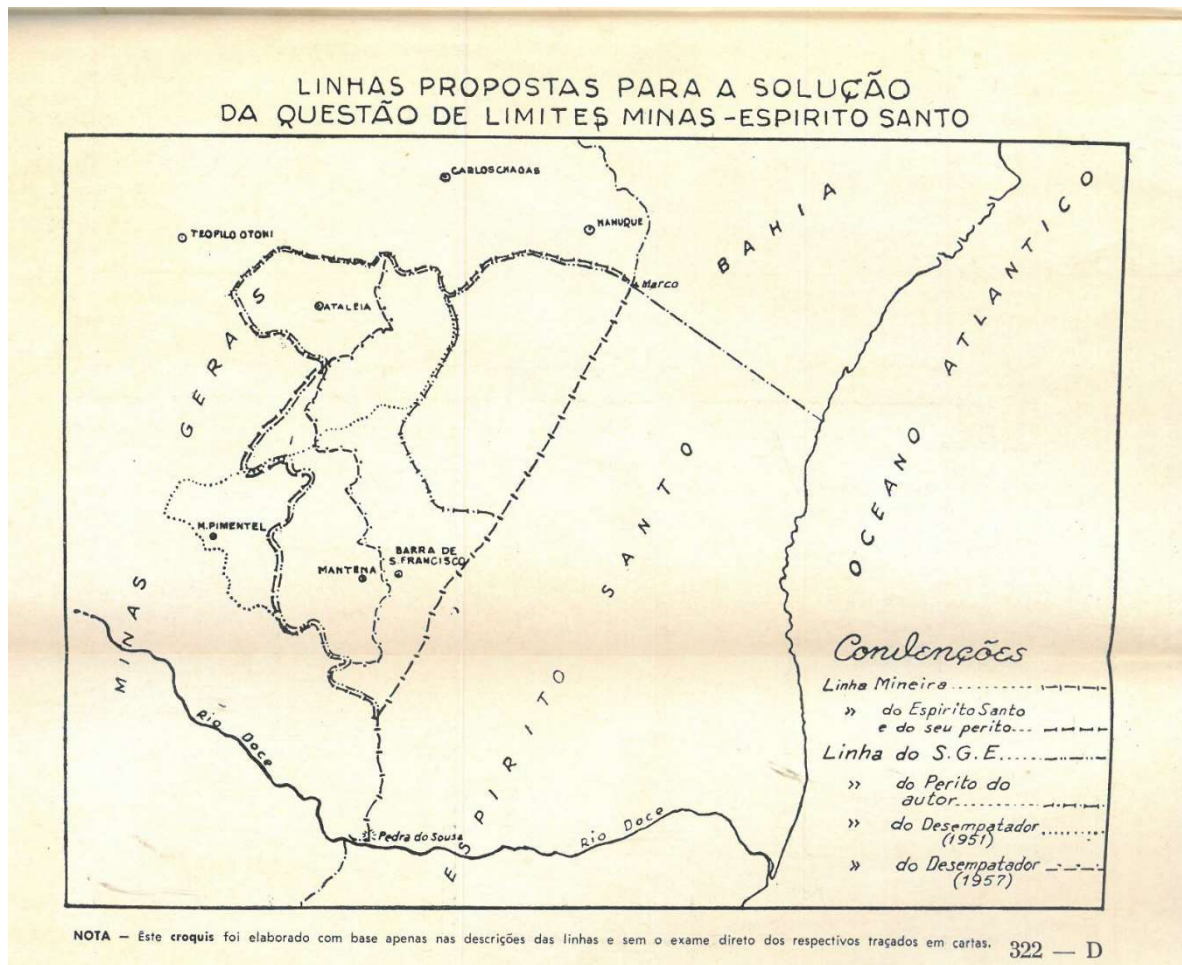 LINHAS PROPOSTAS PARA A SOLUÇÃO
DA QUESTÃO DE LIMITES MINAS-ESPIRITO SANTO
CARLOS CHAGAS
NANUQUE
TEOFILO OTONI
BAHIA
Marco
ATALEIA
MINAS GERAS
OCEANO ATLANTICO
M. PIMENTEL
MANTENA
BARRA DE
S. FRANCISCO
ESPIRITO SANTO
Rio Doce
Pedra do Sousa
Rio Doce
Convenções
Linha Mineira
» do Espirito Santo
e do seu perito
Linha do S.G.E.
» do Perito do
autor
» do Desempatador
(1951)
» do Desempatador
(1957)
NOTA — Este croquis foi elaborado com base apenas nas descrições das linhas e sem o exame direto dos respectivos traçados em cartas.
322 — D